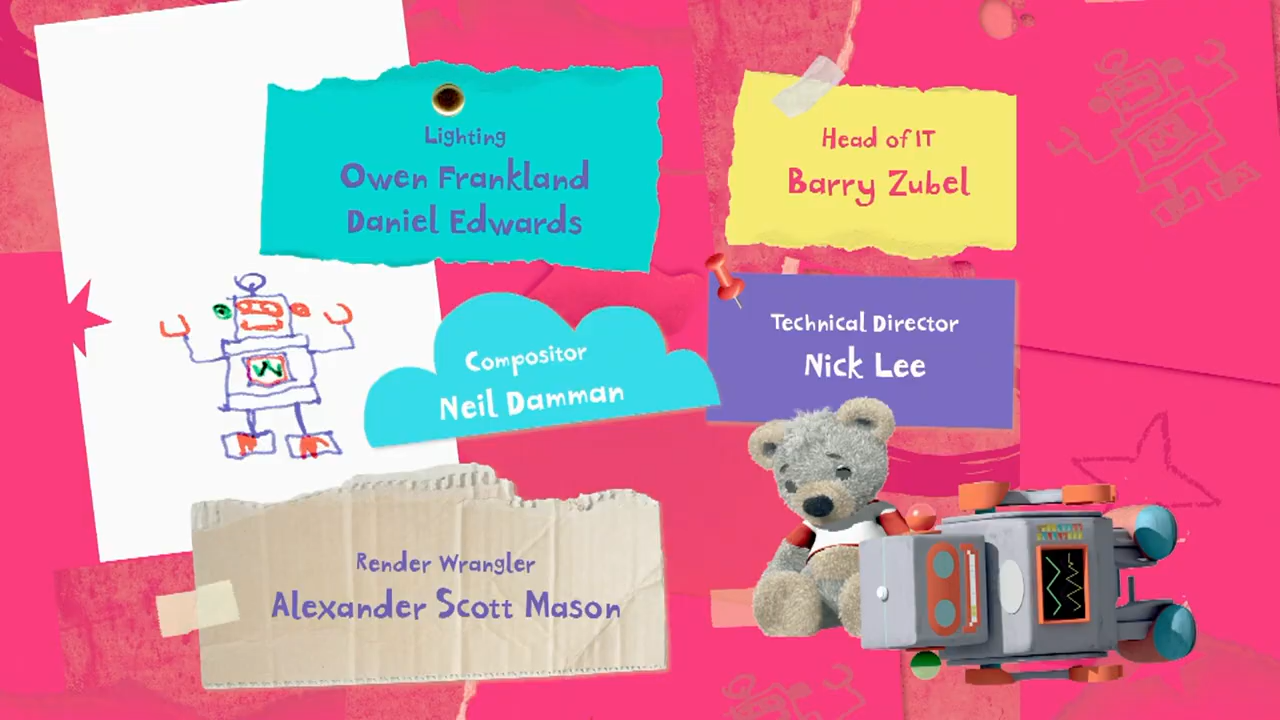 Lighting
Owen Frankland
Daniel Edwards
Head of IT
Barry Zubel
Compositor
Neil Damman
Technical Director
Nick Lee
Render Wrangler
Alexander Scott Mason